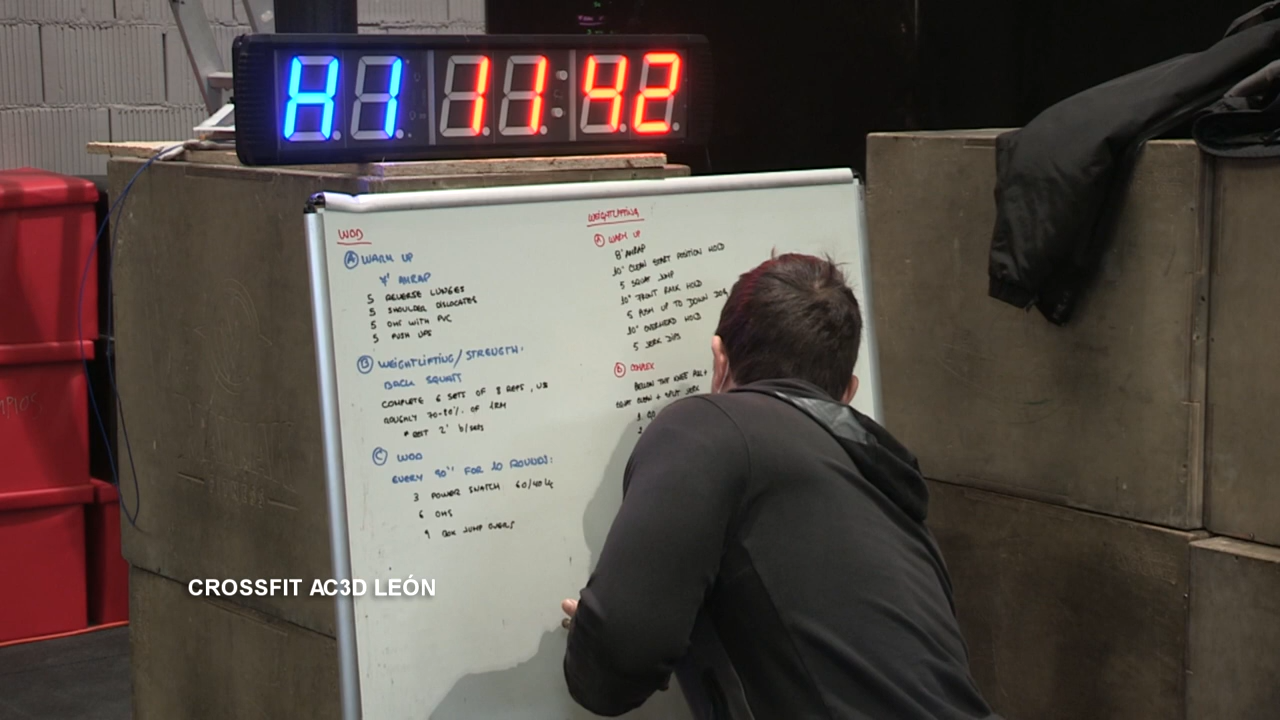 H1 11:42
WOD
A WARM UP
4' AMRAP
5 REVERSE LUNGES
5 SHOULDER DISLOCATES
5 OHS WITH PVC
5 PUSH UPS
B WEIGHTLIFTING/STRENGTH.
BACK SQUATS
COMPLETE 6 SETS OF 8 REPS,
ROUGHLY 70-80% OF 1RM
* REST 2' b/sets
C WOD
EVERY 90'' FOR 10 ROUNDS:
3 POWER SNATCH 60/40
6 OHS
9 BOX JUMP OVERS
WEIGHTLIFTING
A WARM UP
8' AMRAP
10" CLEAN START POSITION HOLD
5 SQUAT JUMP
10" FRONT RACK HOLD
5 PUSH UP TO DOWN DOG
10" OVERHEAD HOLD
5 JERK DIPS
B COMPLEX
BELOW THE KNEE
CLEAN + SPLIT JERK
CROSSFIT AC3D LEÓN